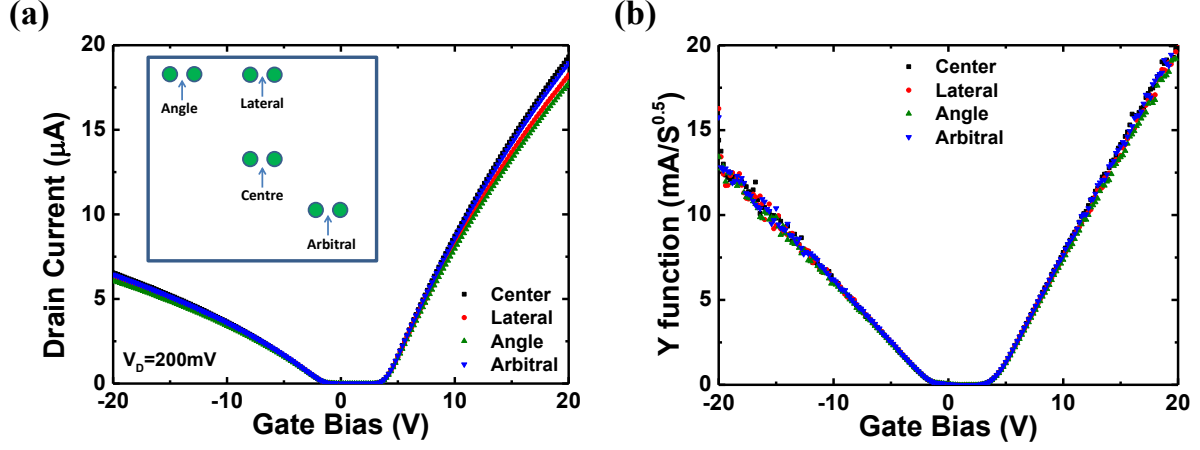 (a)
Drain Current (μA)
20
15
10
5
0
-20 -10 0 10 20
Gate Bias (V)
Angle
Lateral
Centre
Arbitral
V_D=200mV
Center
Lateral
Angle
Arbitral
(b)
Y function (mA/S^0.5)
20
15
10
5
0
-20 -10 0 10 20
Gate Bias (V)
Center
Lateral
Angle
Arbitral